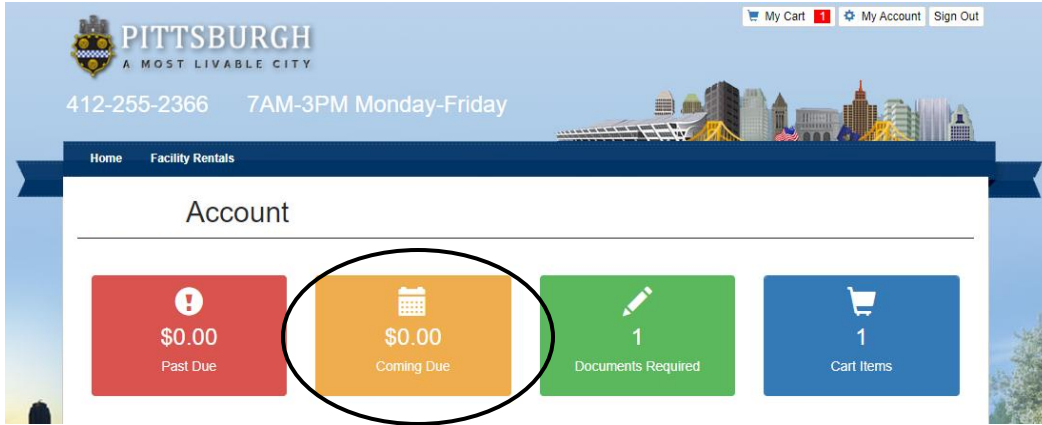 My Cart 1 My Account Sign Out
PITTSBURGH
A MOST LIVABLE CITY
412-255-2366 7AM-3PM Monday-Friday
Home Facility Rentals
Account
$0.00 $0.00 1 1
Past Due Coming Due Documents Required Cart Items